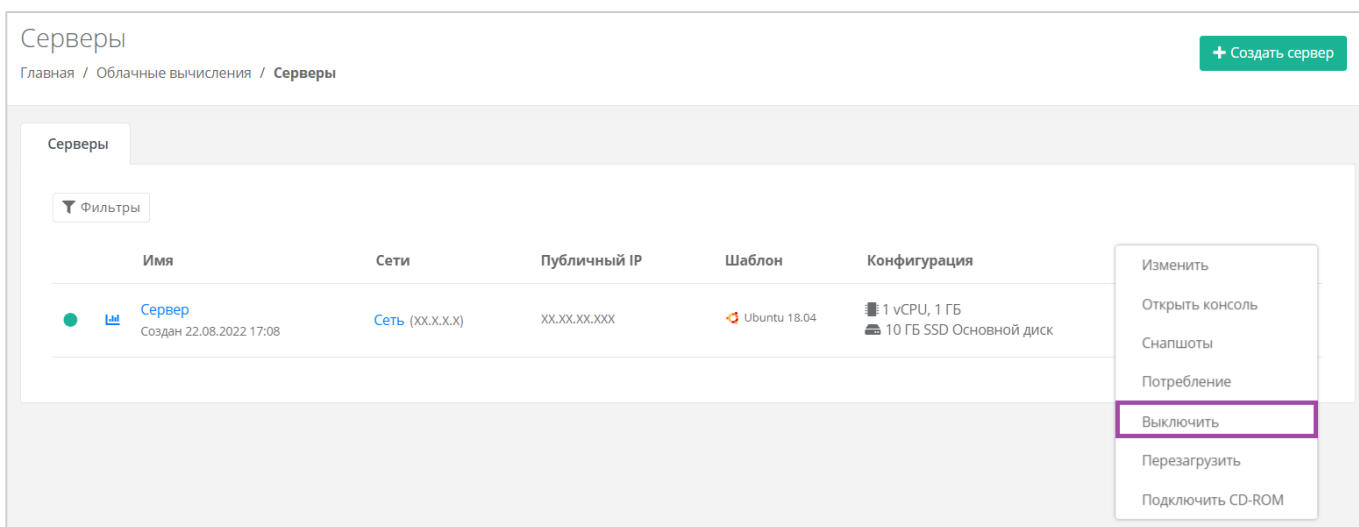 Серверы
+ Создать сервер
Главная / Облачные вычисления / Серверы
Серверы
Фильтры
Имя Сети Публичный IP Шаблон Конфигурация
Сервер
Создан 22.08.2022 17:08
Сеть (XX.X.X.X)
XX.XX.XX.XXX
Ubuntu 18.04
1 vCPU, 1 ГБ
10 ГБ SSD Основной диск
Изменить
Открыть консоль
Снапшоты
Потребление
Выключить
Перезагрузить
Подключить CD-ROM